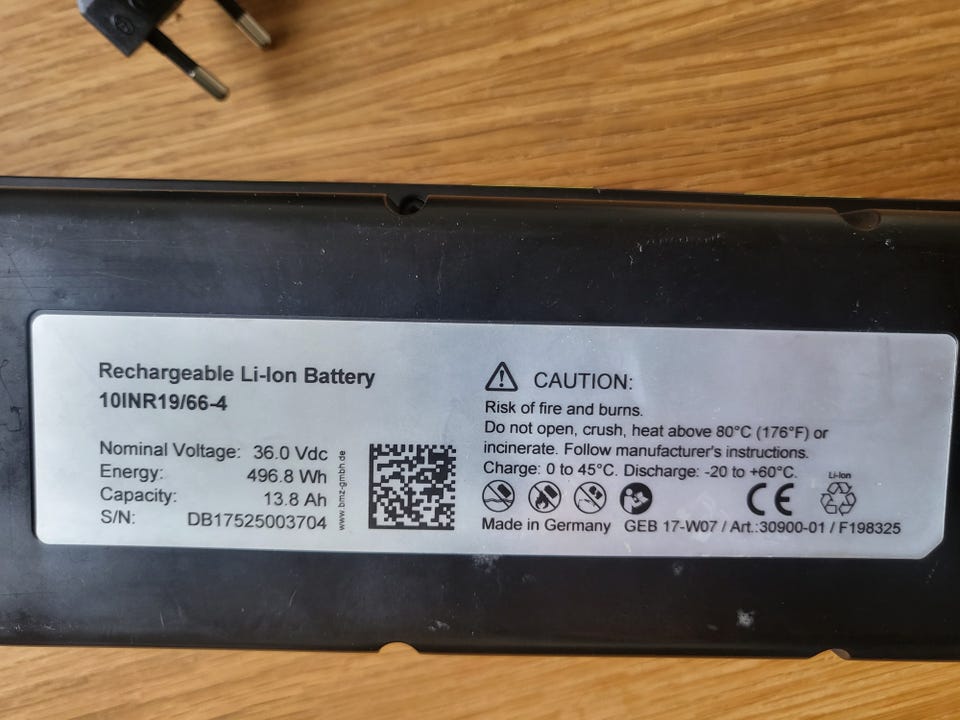 Rechargeable Li-Ion Battery
10INR19/66-4
Nominal Voltage: 36.0 Vdc
Energy: 496.8 Wh
Capacity: 13.8 Ah
S/N: DB17525003704
www.bmz-gmbh.de
CAUTION:
Risk of fire and burns.
Do not open, crush, heat above 80°C (176°F) or
incinerate. Follow manufacturer's instructions.
Charge: 0 to 45°C. Discharge: -20 to +60°C.
CE
Li-Ion
Made in Germany GEB 17-W07 / Art.:30900-01 / F198325